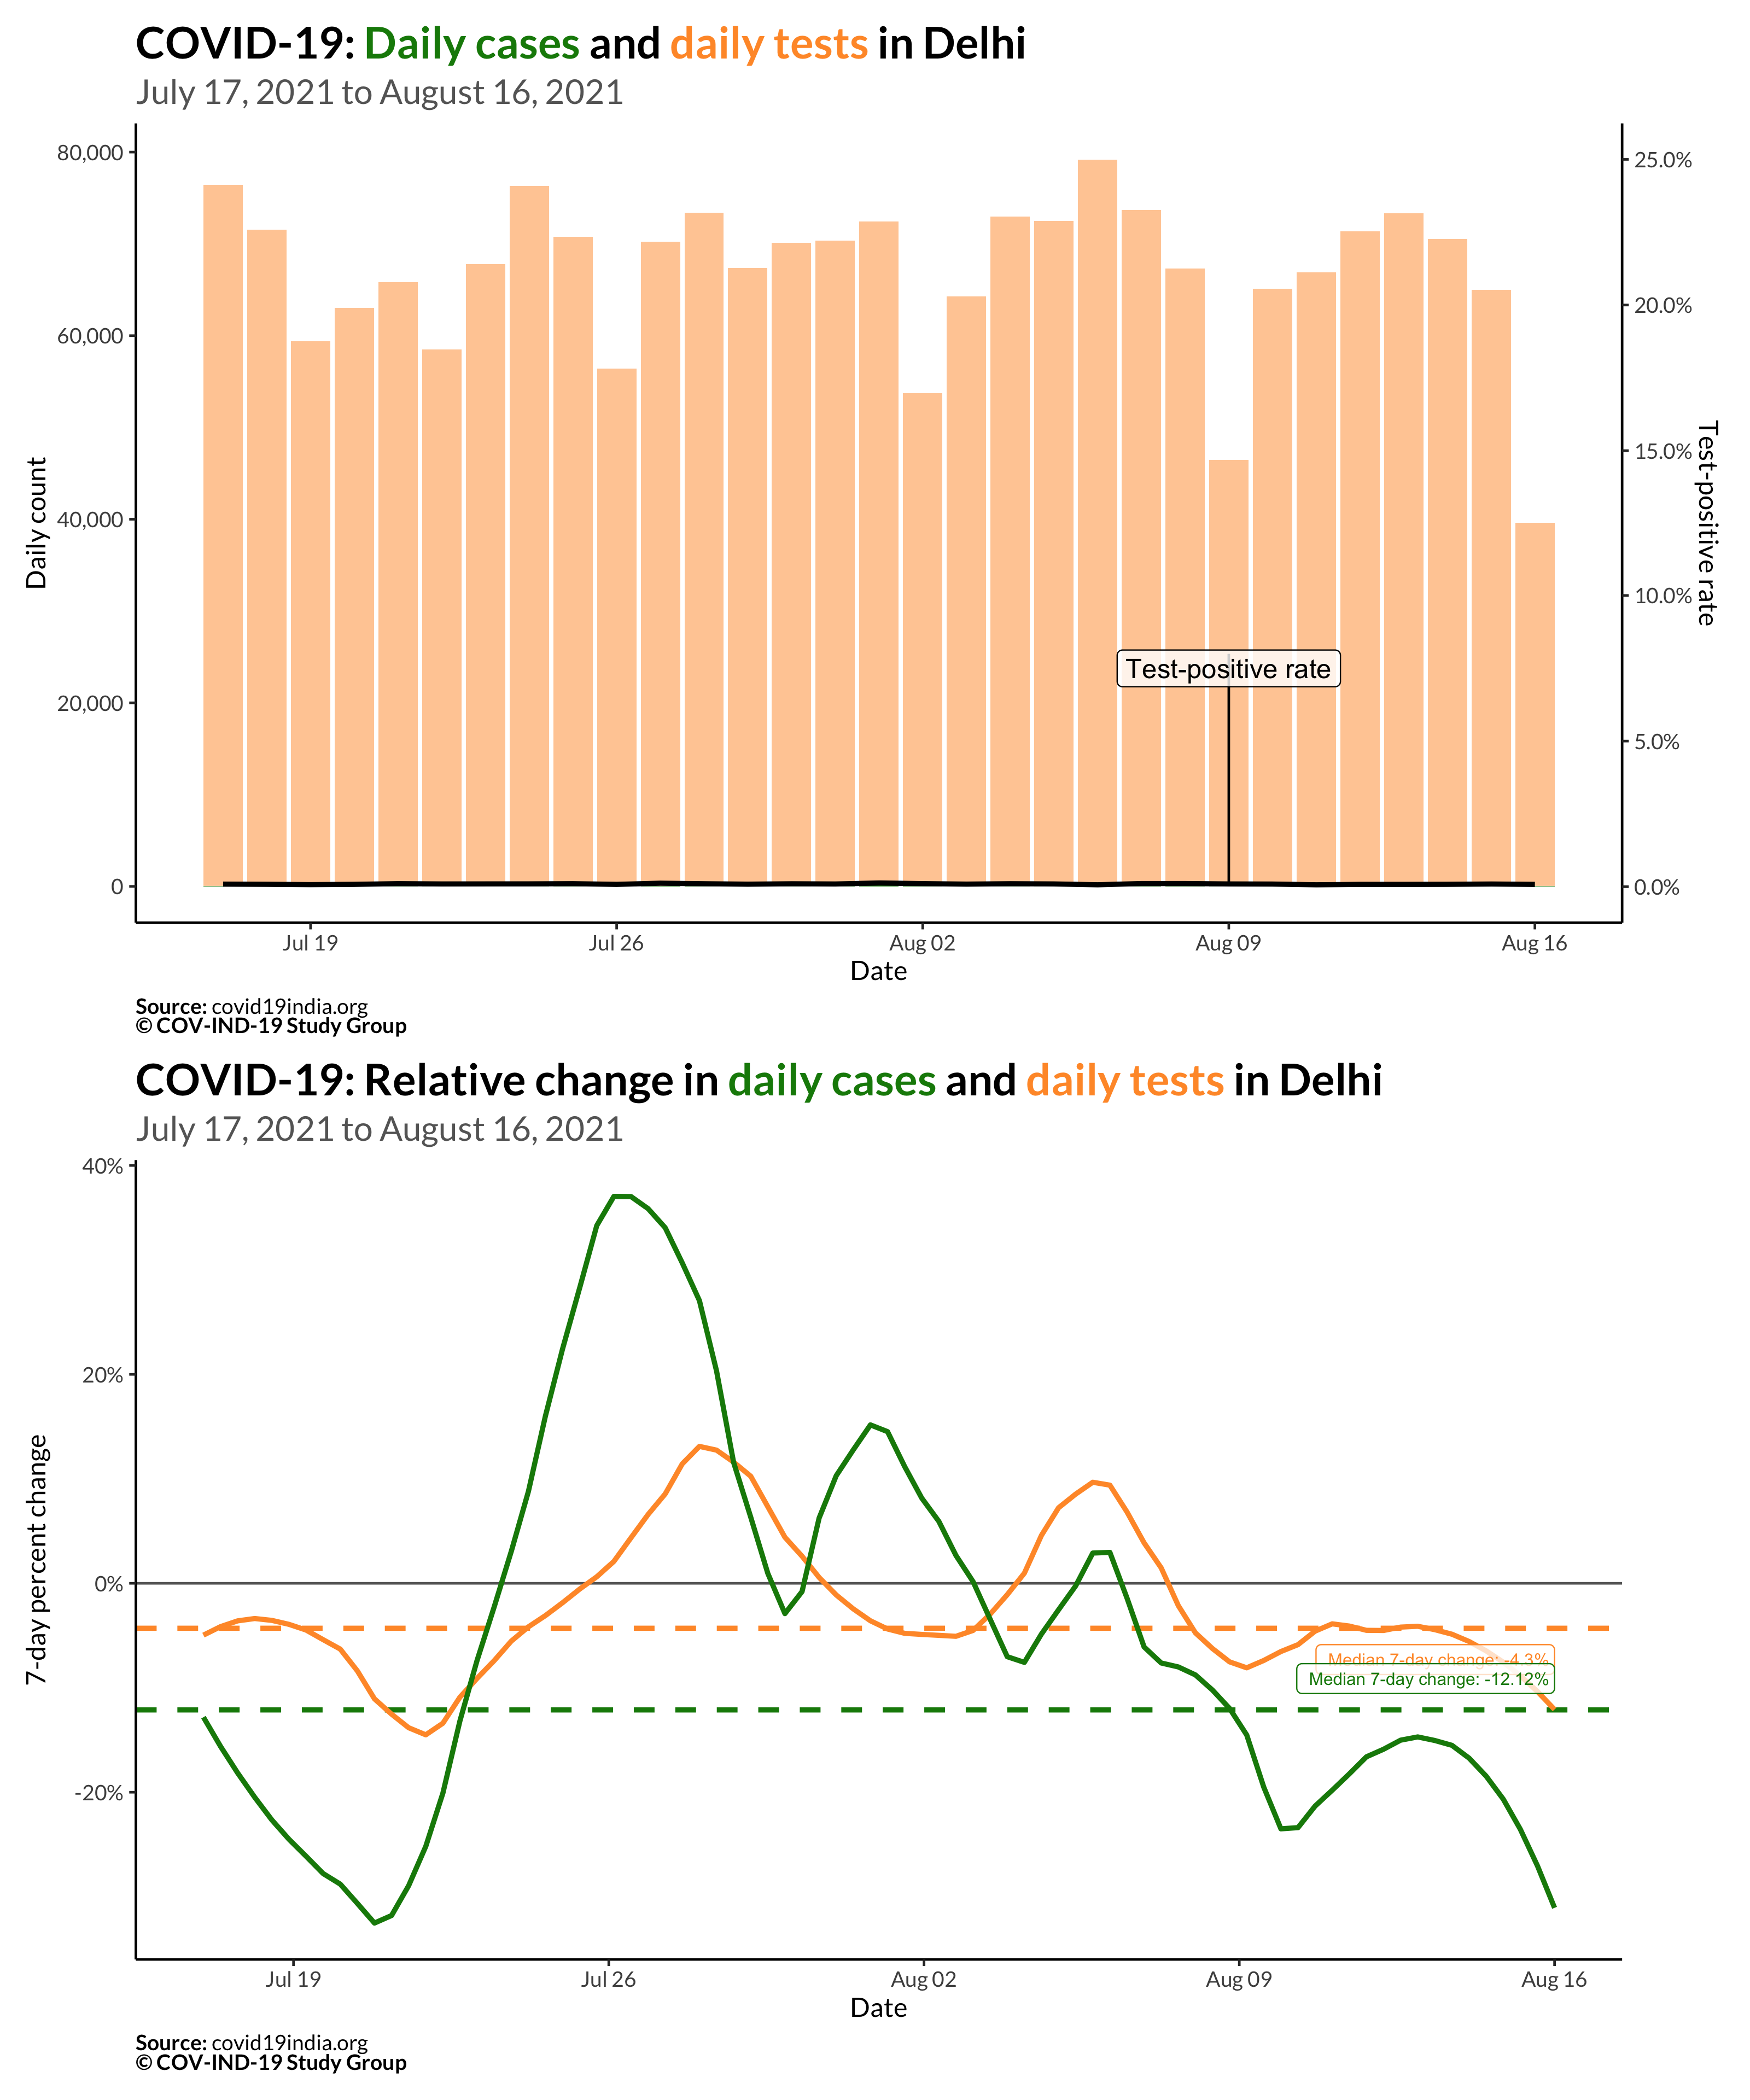 COVID-19: Daily cases and daily tests in Delhi
July 17, 2021 to August 16, 2021
80,000
60,000
40,000
20,000
0
Daily count
25.0%
20.0%
15.0%
10.0%
5.0%
0.0%
Test-positive rate
Test-positive rate
Jul 19
Jul 26
Aug 02
Aug 09
Aug 16
Date
Source: covid19india.org
© COV-IND-19 Study Group
COVID-19: Relative change in daily cases and daily tests in Delhi
July 17, 2021 to August 16, 2021
40%
20%
0%
-20%
7-day percent change
Median 7-day change: -4.3%
Median 7-day change: -12.12%
Jul 19
Jul 26
Aug 02
Aug 09
Aug 16
Date
Source: covid19india.org
© COV-IND-19 Study Group